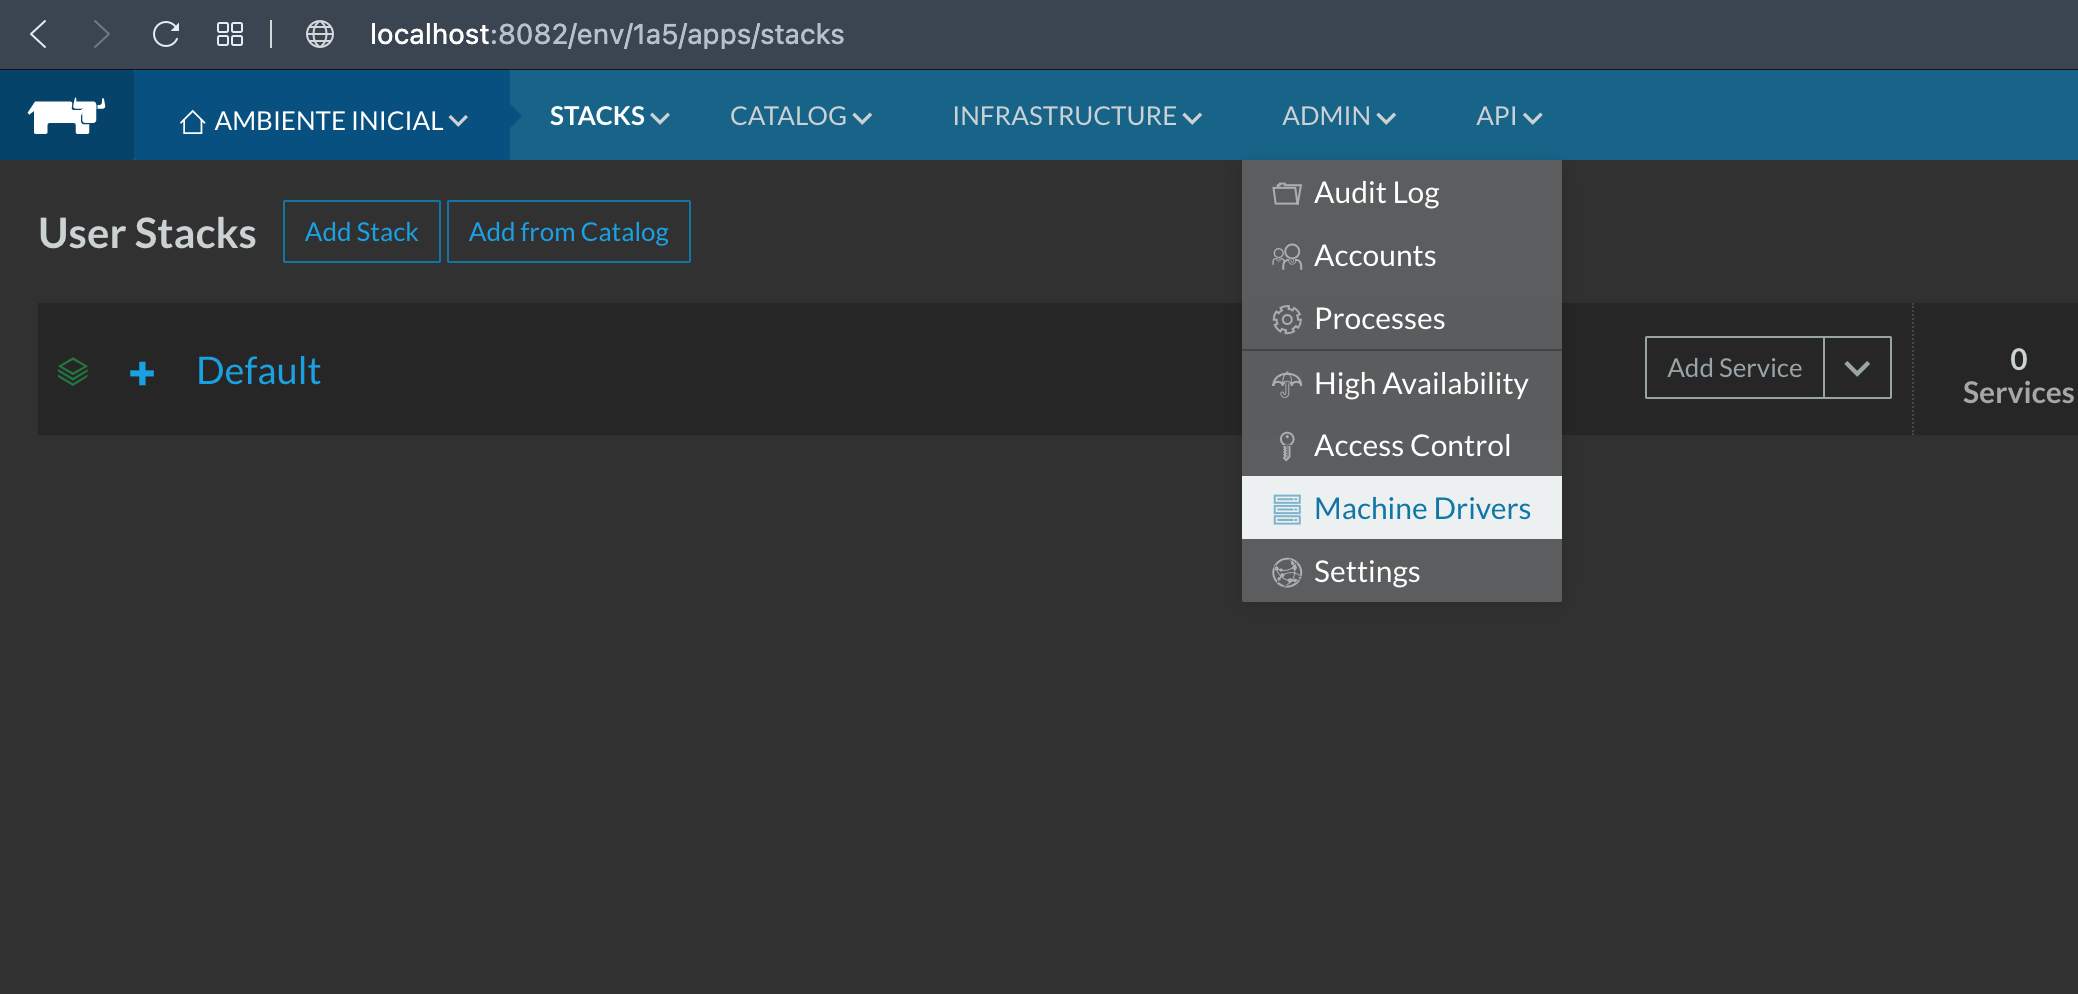 localhost:8082/env/1a5/apps/stacks
AMBIENTE INICIAL
STACKS
CATALOG
INFRASTRUCTURE
ADMIN
API
User Stacks
Add Stack
Add from Catalog
Audit Log
Accounts
Processes
High Availability
Access Control
Machine Drivers
Settings
Default
Add Service
0
Services